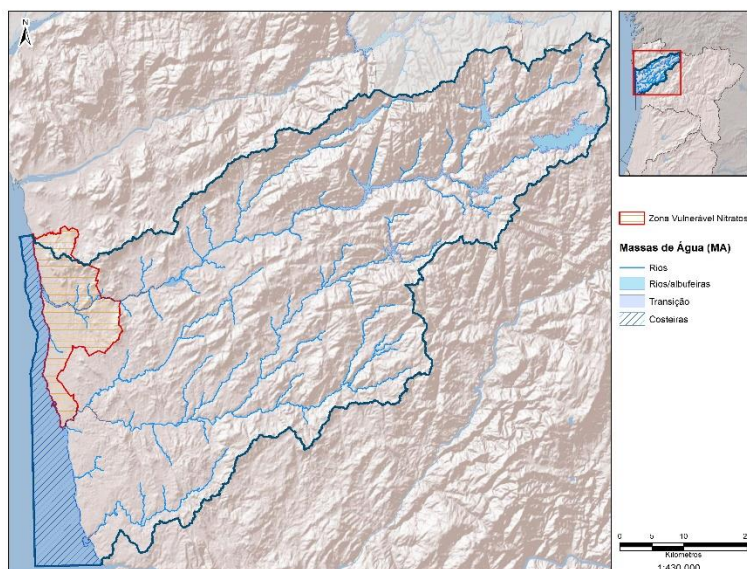 N
Zona Vulnerável Nitratos
Massas de Água (MA)
Rios
Rios/albufeiras
Transição
Costeiras
0 5 10 2
Kilometros
1:430 000